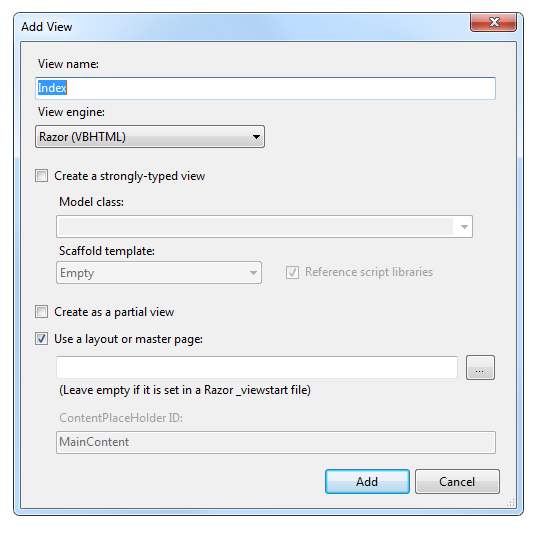 Add View
View name:
Index
View engine:
Razor (VBHTML)
Create a strongly-typed view
Model class:
Scaffold template:
Empty
Reference script libraries
Create as a partial view
Use a layout or master page:
...
(Leave empty if it is set in a Razor _viewstart file)
ContentPlaceHolder ID:
MainContent
Add Cancel